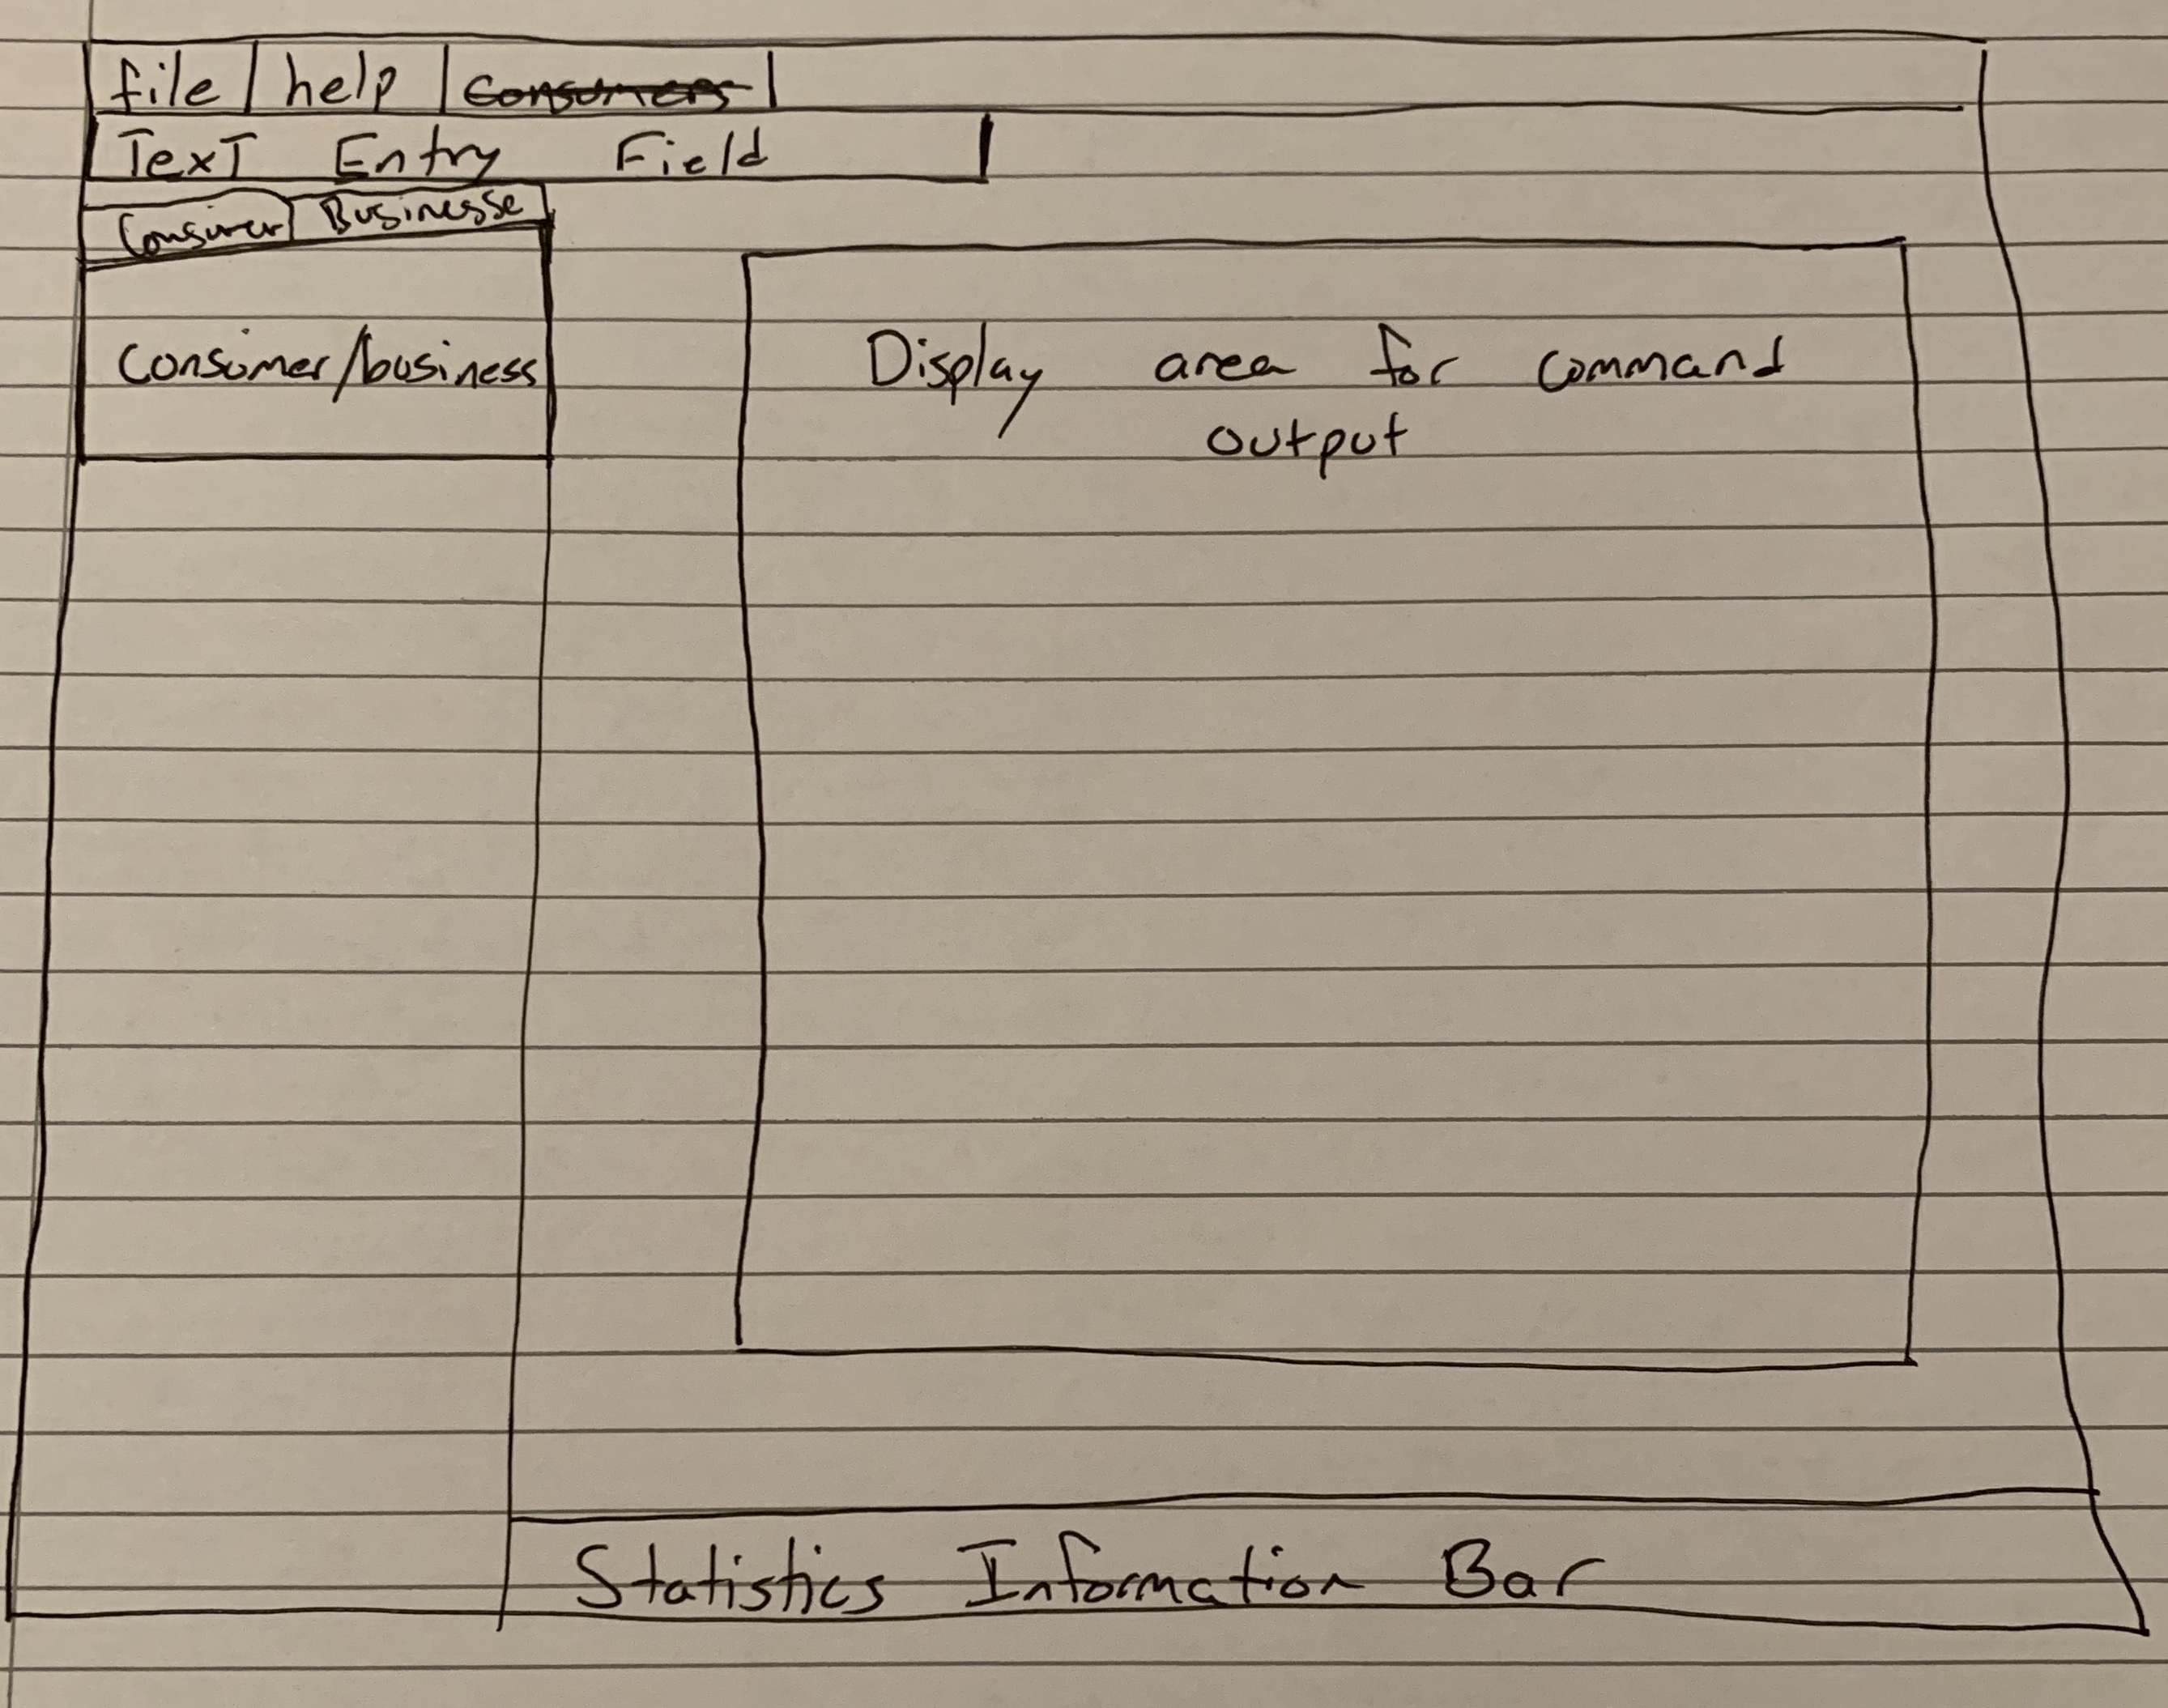 file help Consumers
Text Entry Field
Consumer Businesse
Consumer/business
Display area for command
output
Statistics Information Bar